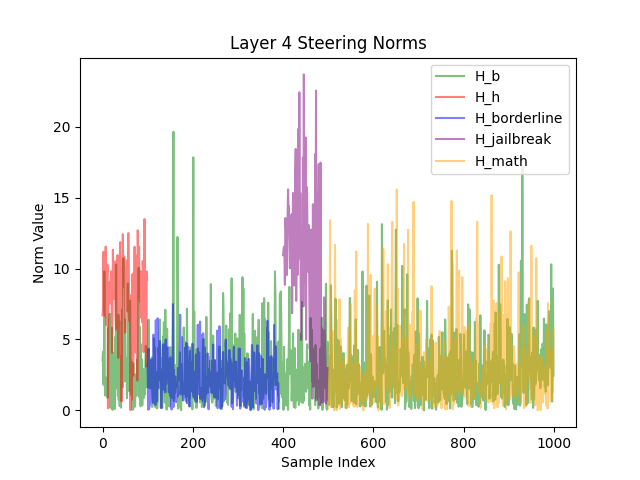 Layer 4 Steering Norms
H_b
H_h
H_borderline
H_jailbreak
H_math
Norm Value
20
15
10
5
0
0
200
400
600
800
1000
Sample Index